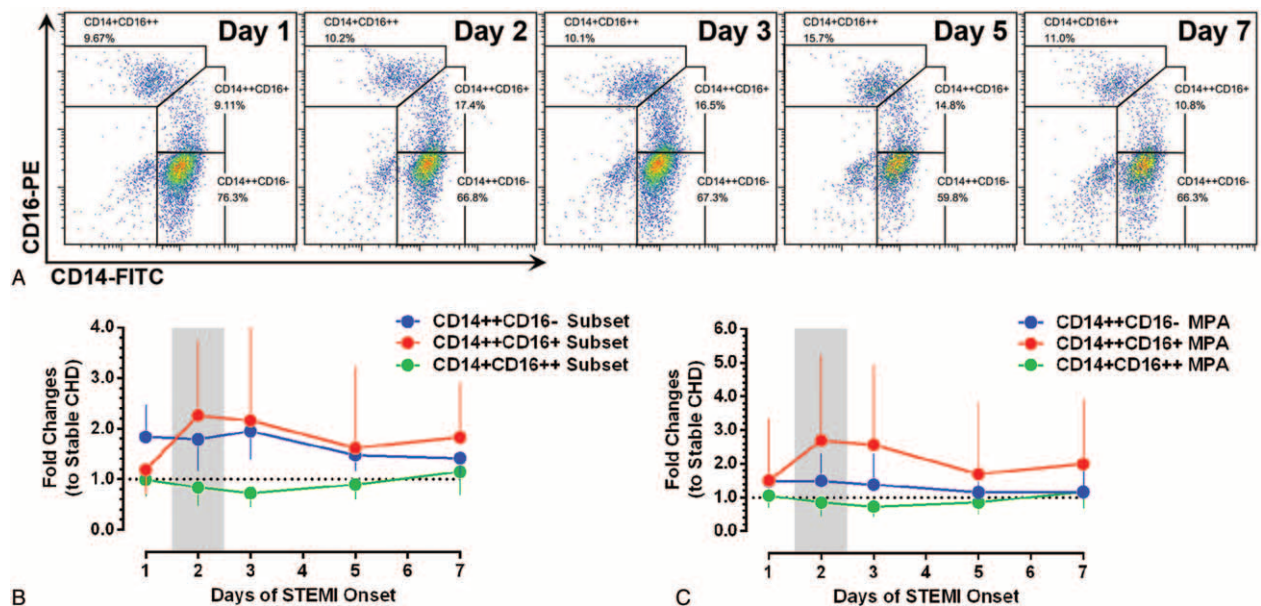 CD14+CD16++
9.67%
Day 1
CD14++CD16+
9.11%
CD14++CD16-
76.3%
CD14+CD16++
10.2%
Day 2
CD14++CD16+
17.4%
CD14++CD16-
66.8%
CD14+CD16++
10.1%
Day 3
CD14++CD16+
16.5%
CD14++CD16-
67.3%
CD14+CD16++
15.7%
Day 5
CD14++CD16+
14.8%
CD14++CD16-
59.8%
CD14+CD16++
11.0%
Day 7
CD14++CD16+
10.8%
CD14++CD16-
66.3%
CD16-PE
A
CD14-FITC
CD14++CD16- Subset
CD14++CD16+ Subset
CD14+CD16++ Subset
Fold Changes
(to Stable CHD)
4.0
3.0
2.0
1.0
0.0
1 2 3 4 5 6 7
Days of STEMI Onset
B
CD14++CD16- MPA
CD14++CD16+ MPA
CD14+CD16++ MPA
Fold Changes
(to Stable CHD)
6.0
5.0
4.0
3.0
2.0
1.0
0.0
1 2 3 4 5 6 7
Days of STEMI Onset
C